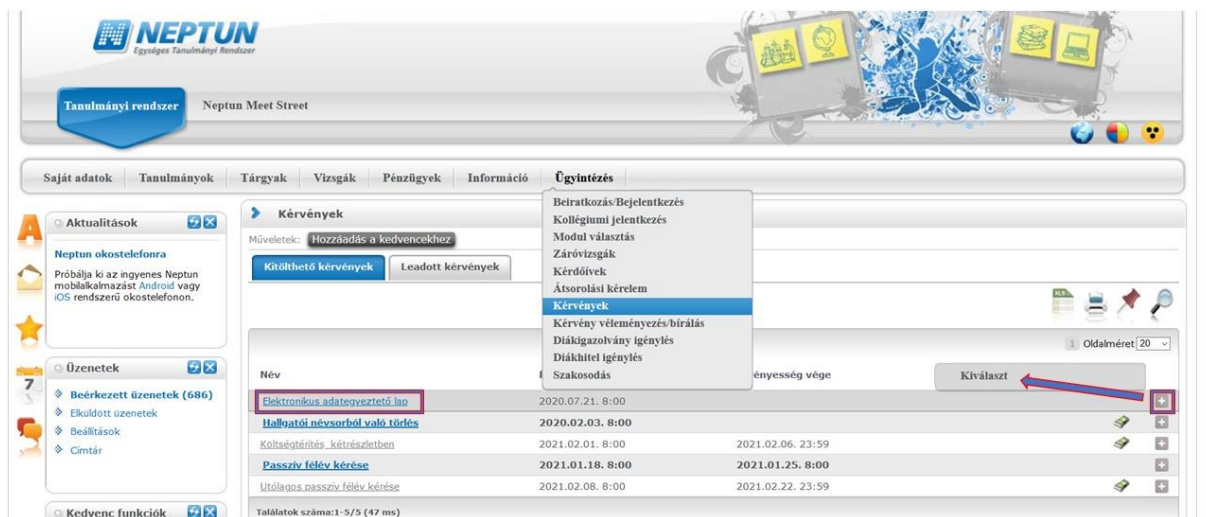 NEPTUN
Egységes Tanulmányi Rendszer
Tanulmányi rendszer Neptun Meet Street
Saját adatok Tanulmányok Tárgyak Vizsgák Pénzügyek Információ Ügyintézés
Beiratkozás/Bejelentkezés
Kollégiumi jelentkezés
Modul választás
Záróvizsgák
Kérdőívek
Átsorolási kérelem
Kérvények
Kérvény véleményezés/bírálás
Diákigazolvány igénylés
Diákhitel igénylés
Szakosodás
Aktualitások
Neptun okostelefonra
Próbálja ki az ingyenes Neptun
mobilalkalmazást Android vagy
iOS rendszerű okostelefonon.
7
Üzenetek
Beérkezett üzenetek (686)
Elküldött üzenetek
Beállítások
Címtár
Kedvenc funkciók
Kérvények
Műveletek: Hozzáadás a kedvencekhez
Kitölthető kérvények Leadott kérvények
XLS
1 Oldalméret 20
Név ényesség vége Kiválaszt
Elektronikus adategyeztető lap 2020.07.21. 8:00
Hallgatói névsorból való törlés 2020.02.03. 8:00
Költségtérítés kétrészletben 2021.02.01. 8:00 2021.02.06. 23:59
Passzív félév kérése 2021.01.18. 8:00 2021.01.25. 8:00
Utólagos passzív félév kérése 2021.02.08. 8:00 2021.02.22. 23:59
Találatok száma:1-5/5 (47 ms)